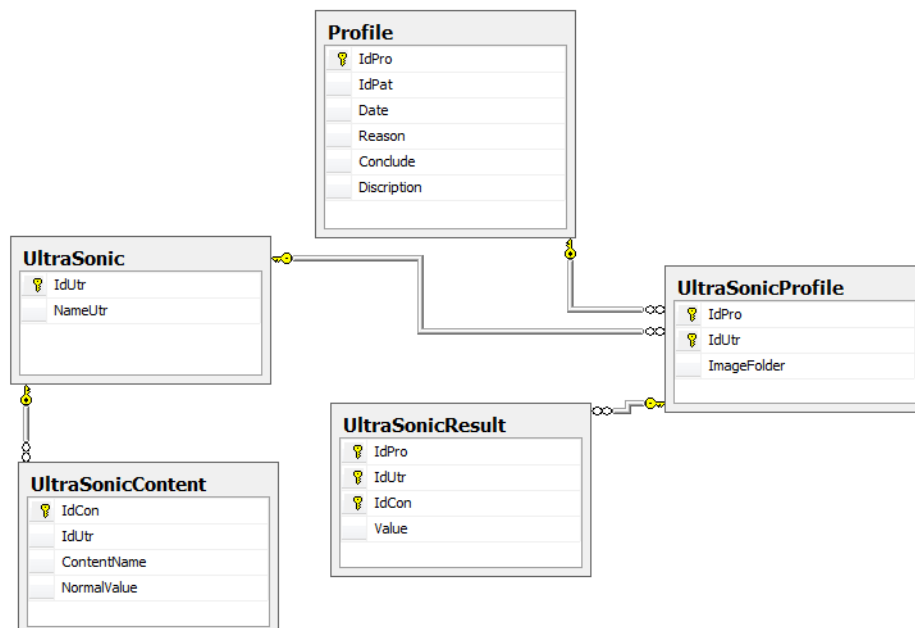 Profile
IdPro
IdPat
Date
Reason
Conclude
Discription
UltraSonic
IdUtr
NameUtr
UltraSonicProfile
IdPro
IdUtr
ImageFolder
UltraSonicResult
IdPro
IdUtr
IdCon
Value
UltraSonicContent
IdCon
IdUtr
ContentName
NormalValue